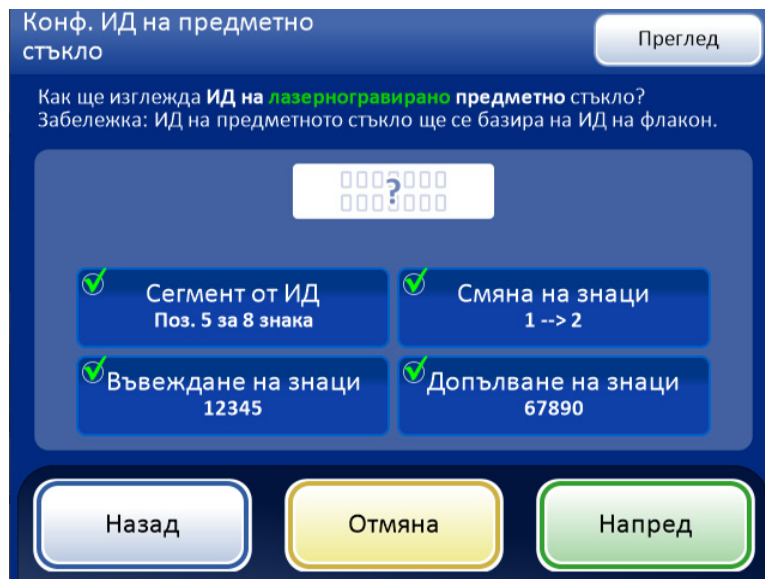 Конф. ИД на предметно
стъкло
Преглед
Как ще изглежда ИД на лазерногравирано предметно стъкло?
Забележка: ИД на предметното стъкло ще се базира на ИД на флакон.
?
Сегмент от ИД
Поз. 5 за 8 знака
Смяна на знаци
1 --> 2
Въвеждане на знаци
12345
Допълване на знаци
67890
Назад
Отмяна
Напред